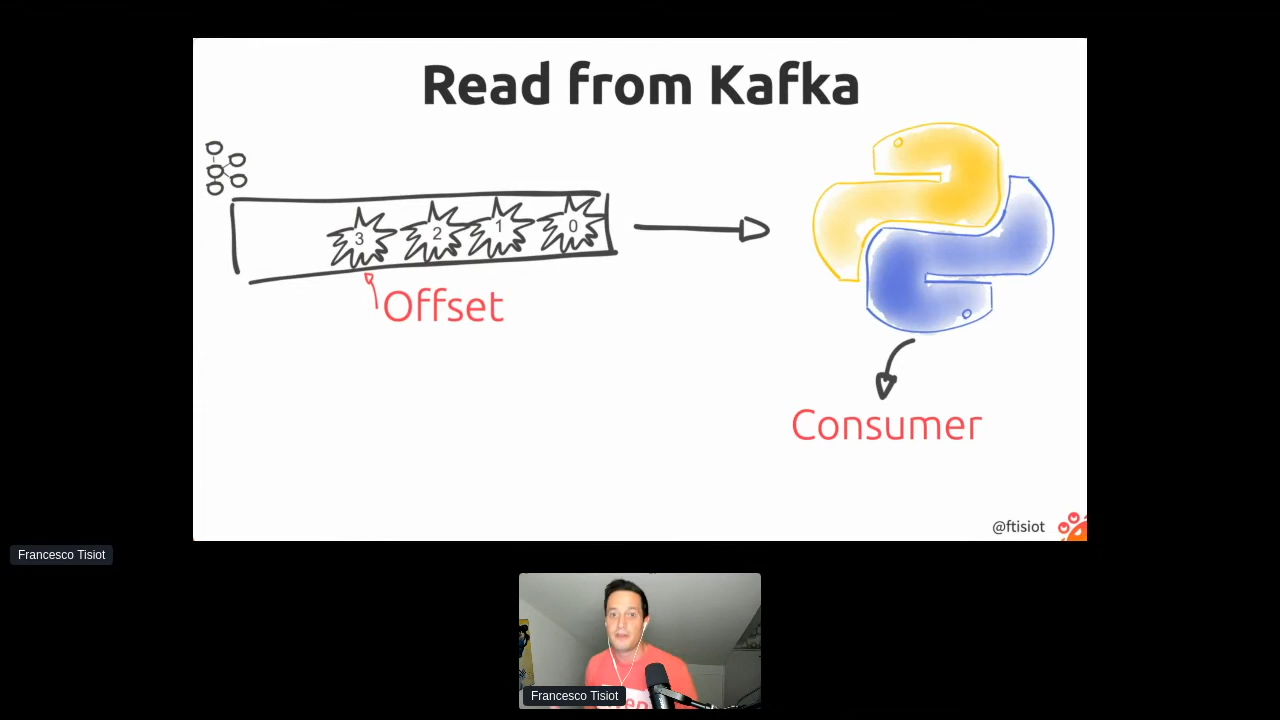 Read from Kafka
3 2 1 0
Offset
Consumer
@ftisiot
Francesco Tisiot
Francesco Tisiot